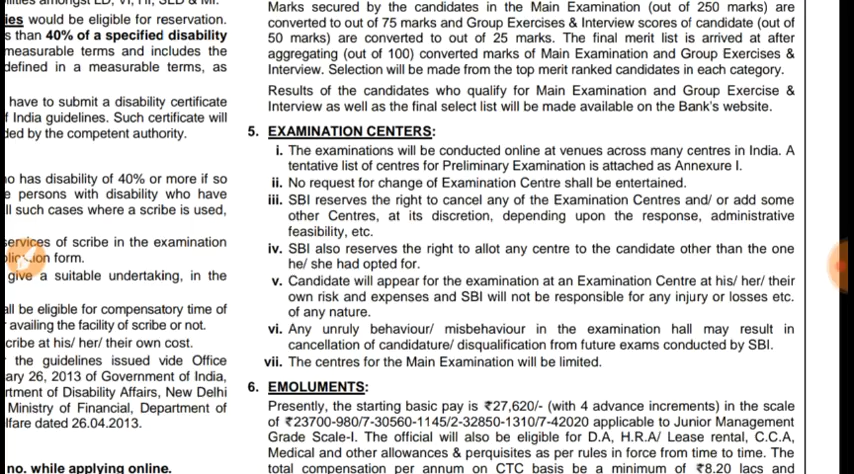 ies would be eligible for reservation.
s than 40% of a specified disability
measurable terms and includes the
defined in a measurable terms, as
have to submit a disability certificate
f India guidelines. Such certificate will
ded by the competent authority.
o has disability of 40% or more if so
e persons with disability who have
ll such cases where a scribe is used,
services of scribe in the examination
ion form.
give a suitable undertaking, in the
all be eligible for compensatory time of
availing the facility of scribe or not.
cribe at his/ her/ their own cost.
the guidelines issued vide Office
ary 26, 2013 of Government of India,
rtment of Disability Affairs, New Delhi
Ministry of Financial, Department of
lfare dated 26.04.2013.
no. while applying online.
Marks secured by the candidates in the Main Examination (out of 250 marks) are
converted to out of 75 marks and Group Exercises & Interview scores of candidate (out of
50 marks) are converted to out of 25 marks. The final merit list is arrived at after
aggregating (out of 100) converted marks of Main Examination and Group Exercises &
Interview. Selection will be made from the top merit ranked candidates in each category.
Results of the candidates who qualify for Main Examination and Group Exercise &
Interview as well as the final select list will be made available on the Bank's website.
5. EXAMINATION CENTERS:
i. The examinations will be conducted online at venues across many centres in India. A
tentative list of centres for Preliminary Examination is attached as Annexure I.
ii. No request for change of Examination Centre shall be entertained.
iii. SBI reserves the right to cancel any of the Examination Centres and/ or add some
other Centres, at its discretion, depending upon the response, administrative
feasibility, etc.
iv. SBI also reserves the right to allot any centre to the candidate other than the one
he/ she had opted for.
v. Candidate will appear for the examination at an Examination Centre at his/ her/ their
own risk and expenses and SBI will not be responsible for any injury or losses etc.
of any nature.
vi. Any unruly behaviour/ misbehaviour in the examination hall may result in
cancellation of candidature/ disqualification from future exams conducted by SBI.
vii. The centres for the Main Examination will be limited.
6. EMOLUMENTS:
Presently, the starting basic pay is ₹27,620/- (with 4 advance increments) in the scale
of ₹23700-980/7-30560-1145/2-32850-1310/7-42020 applicable to Junior Management
Grade Scale-I. The official will also be eligible for D.A, H.R.A/ Lease rental, C.C.A,
Medical and other allowances & perquisites as per rules in force from time to time. The
total compensation per annum on CTC basis be a minimum of ₹8.20 lacs and